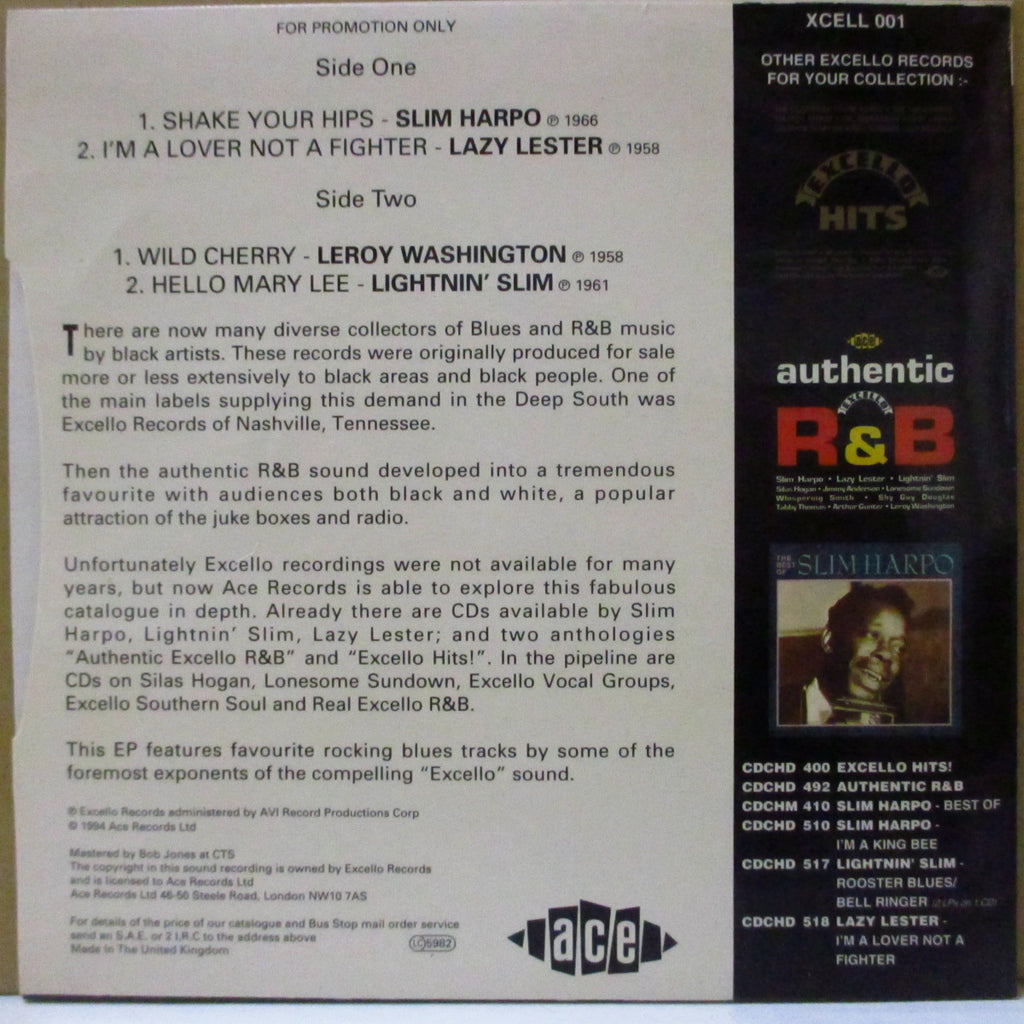 FOR PROMOTION ONLY
Side One
1. SHAKE YOUR HIPS - SLIM HARPO ℗ 1966
2. I'M A LOVER NOT A FIGHTER - LAZY LESTER ℗ 1958
Side Two
1. WILD CHERRY - LEROY WASHINGTON ℗ 1958
2. HELLO MARY LEE - LIGHTNIN' SLIM ℗ 1961
There are now many diverse collectors of Blues and R&B music
by black artists. These records were originally produced for sale
more or less extensively to black areas and black people. One of
the main labels supplying this demand in the Deep South was
Excello Records of Nashville, Tennessee.
Then the authentic R&B sound developed into a tremendous
favourite with audiences both black and white, a popular
attraction of the juke boxes and radio.
Unfortunately Excello recordings were not available for many
years, but now Ace Records is able to explore this fabulous
catalogue in depth. Already there are CDs available by Slim
Harpo, Lightnin' Slim, Lazy Lester; and two anthologies
"Authentic Excello R&B" and "Excello Hits!". In the pipeline are
CDs on Silas Hogan, Lonesome Sundown, Excello Vocal Groups,
Excello Southern Soul and Real Excello R&B.
This EP features favourite rocking blues tracks by some of the
foremost exponents of the compelling "Excello" sound.
℗ Excello Records administered by AVI Record Productions Corp
© 1994 Ace Records Ltd
Mastered by Bob Jones at CTS
The copyright in this sound recording is owned by Excello Records
and is licensed to Ace Records Ltd
Ace Records Ltd 46-50 Steele Road, London NW10 7AS
For details of the price of our catalogue and Bus Stop mail order service
send an S.A.E. or 2 I.R.C to the address above
Made in The United Kingdom
LC 5982
ace
XCELL 001
OTHER EXCELLO RECORDS
FOR YOUR COLLECTION :-
EXCELLO
HITS
ace
authentic
EXCELLO
R&B
Slim Harpo • Lazy Lester • Lightnin' Slim
Silas Hogan • Jimmy Anderson • Lonesome Sundown
Whispering Smith • Shy Guy Douglas
Tabby Thomas • Arthur Gunter • Leroy Washington
THE BEST OF SLIM HARPO
CDCHD 400 EXCELLO HITS!
CDCHD 492 AUTHENTIC R&B
CDCHM 410 SLIM HARPO - BEST OF
CDCHD 510 SLIM HARPO -
I'M A KING BEE
CDCHD 517 LIGHTNIN' SLIM -
ROOSTER BLUES/
BELL RINGER (2 LPs on 1 CD)
CDCHD 518 LAZY LESTER -
I'M A LOVER NOT A
FIGHTER